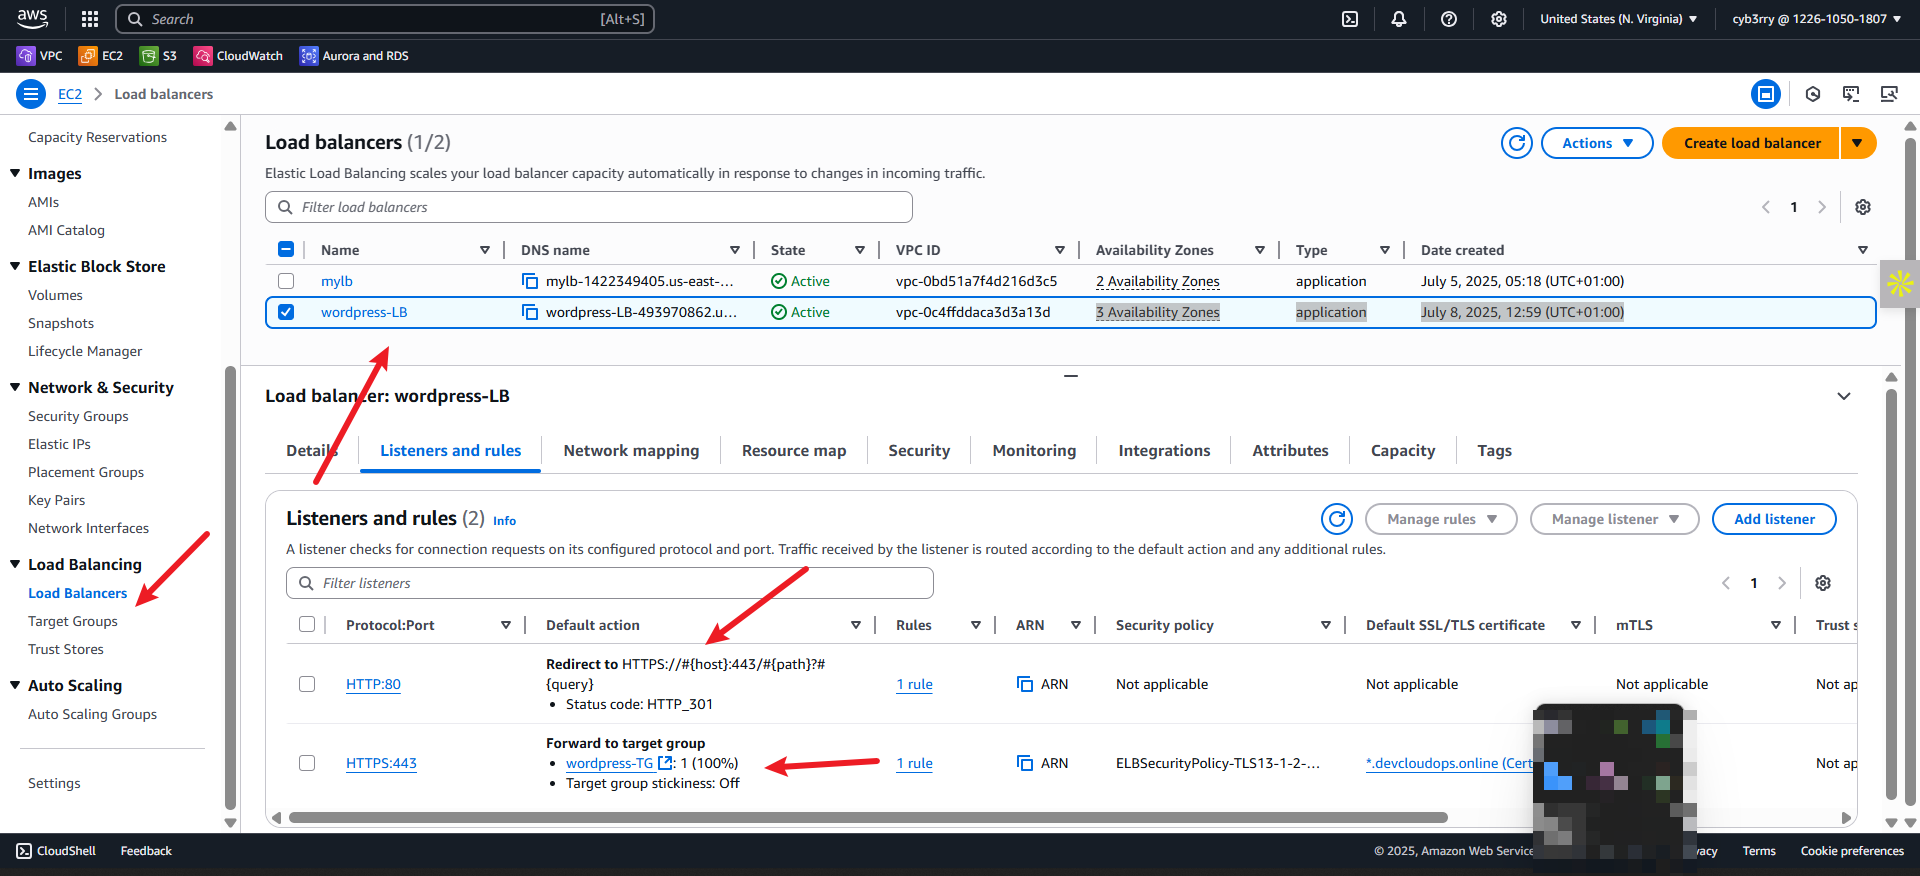 aws
Search [Alt+S]
United States (N. Virginia) cyb3rry @ 1226-1050-1807
VPC EC2 S3 CloudWatch Aurora and RDS
EC2 Load balancers
Capacity Reservations
Images
AMIs
AMI Catalog
Elastic Block Store
Volumes
Snapshots
Lifecycle Manager
Network & Security
Security Groups
Elastic IPs
Placement Groups
Key Pairs
Network Interfaces
Load Balancing
Load Balancers
Target Groups
Trust Stores
Auto Scaling
Auto Scaling Groups
Settings
Load balancers (1/2)
Actions Create load balancer
Elastic Load Balancing scales your load balancer capacity automatically in response to changes in incoming traffic.
Filter load balancers
1
Name DNS name State VPC ID Availability Zones Type Date created
mylb mylb-1422349405.us-east-... Active vpc-0bd51a7f4d216d3c5 2 Availability Zones application July 5, 2025, 05:18 (UTC+01:00)
wordpress-LB wordpress-LB-493970862.u... Active vpc-0c4ffddaca3d3a13d 3 Availability Zones application July 8, 2025, 12:59 (UTC+01:00)
Load balancer: wordpress-LB
Details Listeners and rules Network mapping Resource map Security Monitoring Integrations Attributes Capacity Tags
Listeners and rules (2) Info
Manage rules Manage listener Add listener
A listener checks for connection requests on its configured protocol and port. Traffic received by the listener is routed according to the default action and any additional rules.
Filter listeners
1
Protocol:Port Default action Rules ARN Security policy Default SSL/TLS certificate mTLS Trust s
HTTP:80 Redirect to HTTPS://#{host}:443/#{path}?#
{query}
• Status code: HTTP_301
1 rule ARN Not applicable Not applicable Not applicable Not ap
HTTPS:443 Forward to target group
• wordpress-TG : 1 (100%)
• Target group stickiness: Off
1 rule ARN ELBSecurityPolicy-TLS13-1-2-... *.devcloudops.online (Cert Not ap
CloudShell Feedback
© 2025, Amazon Web Service vacy Terms Cookie preferences